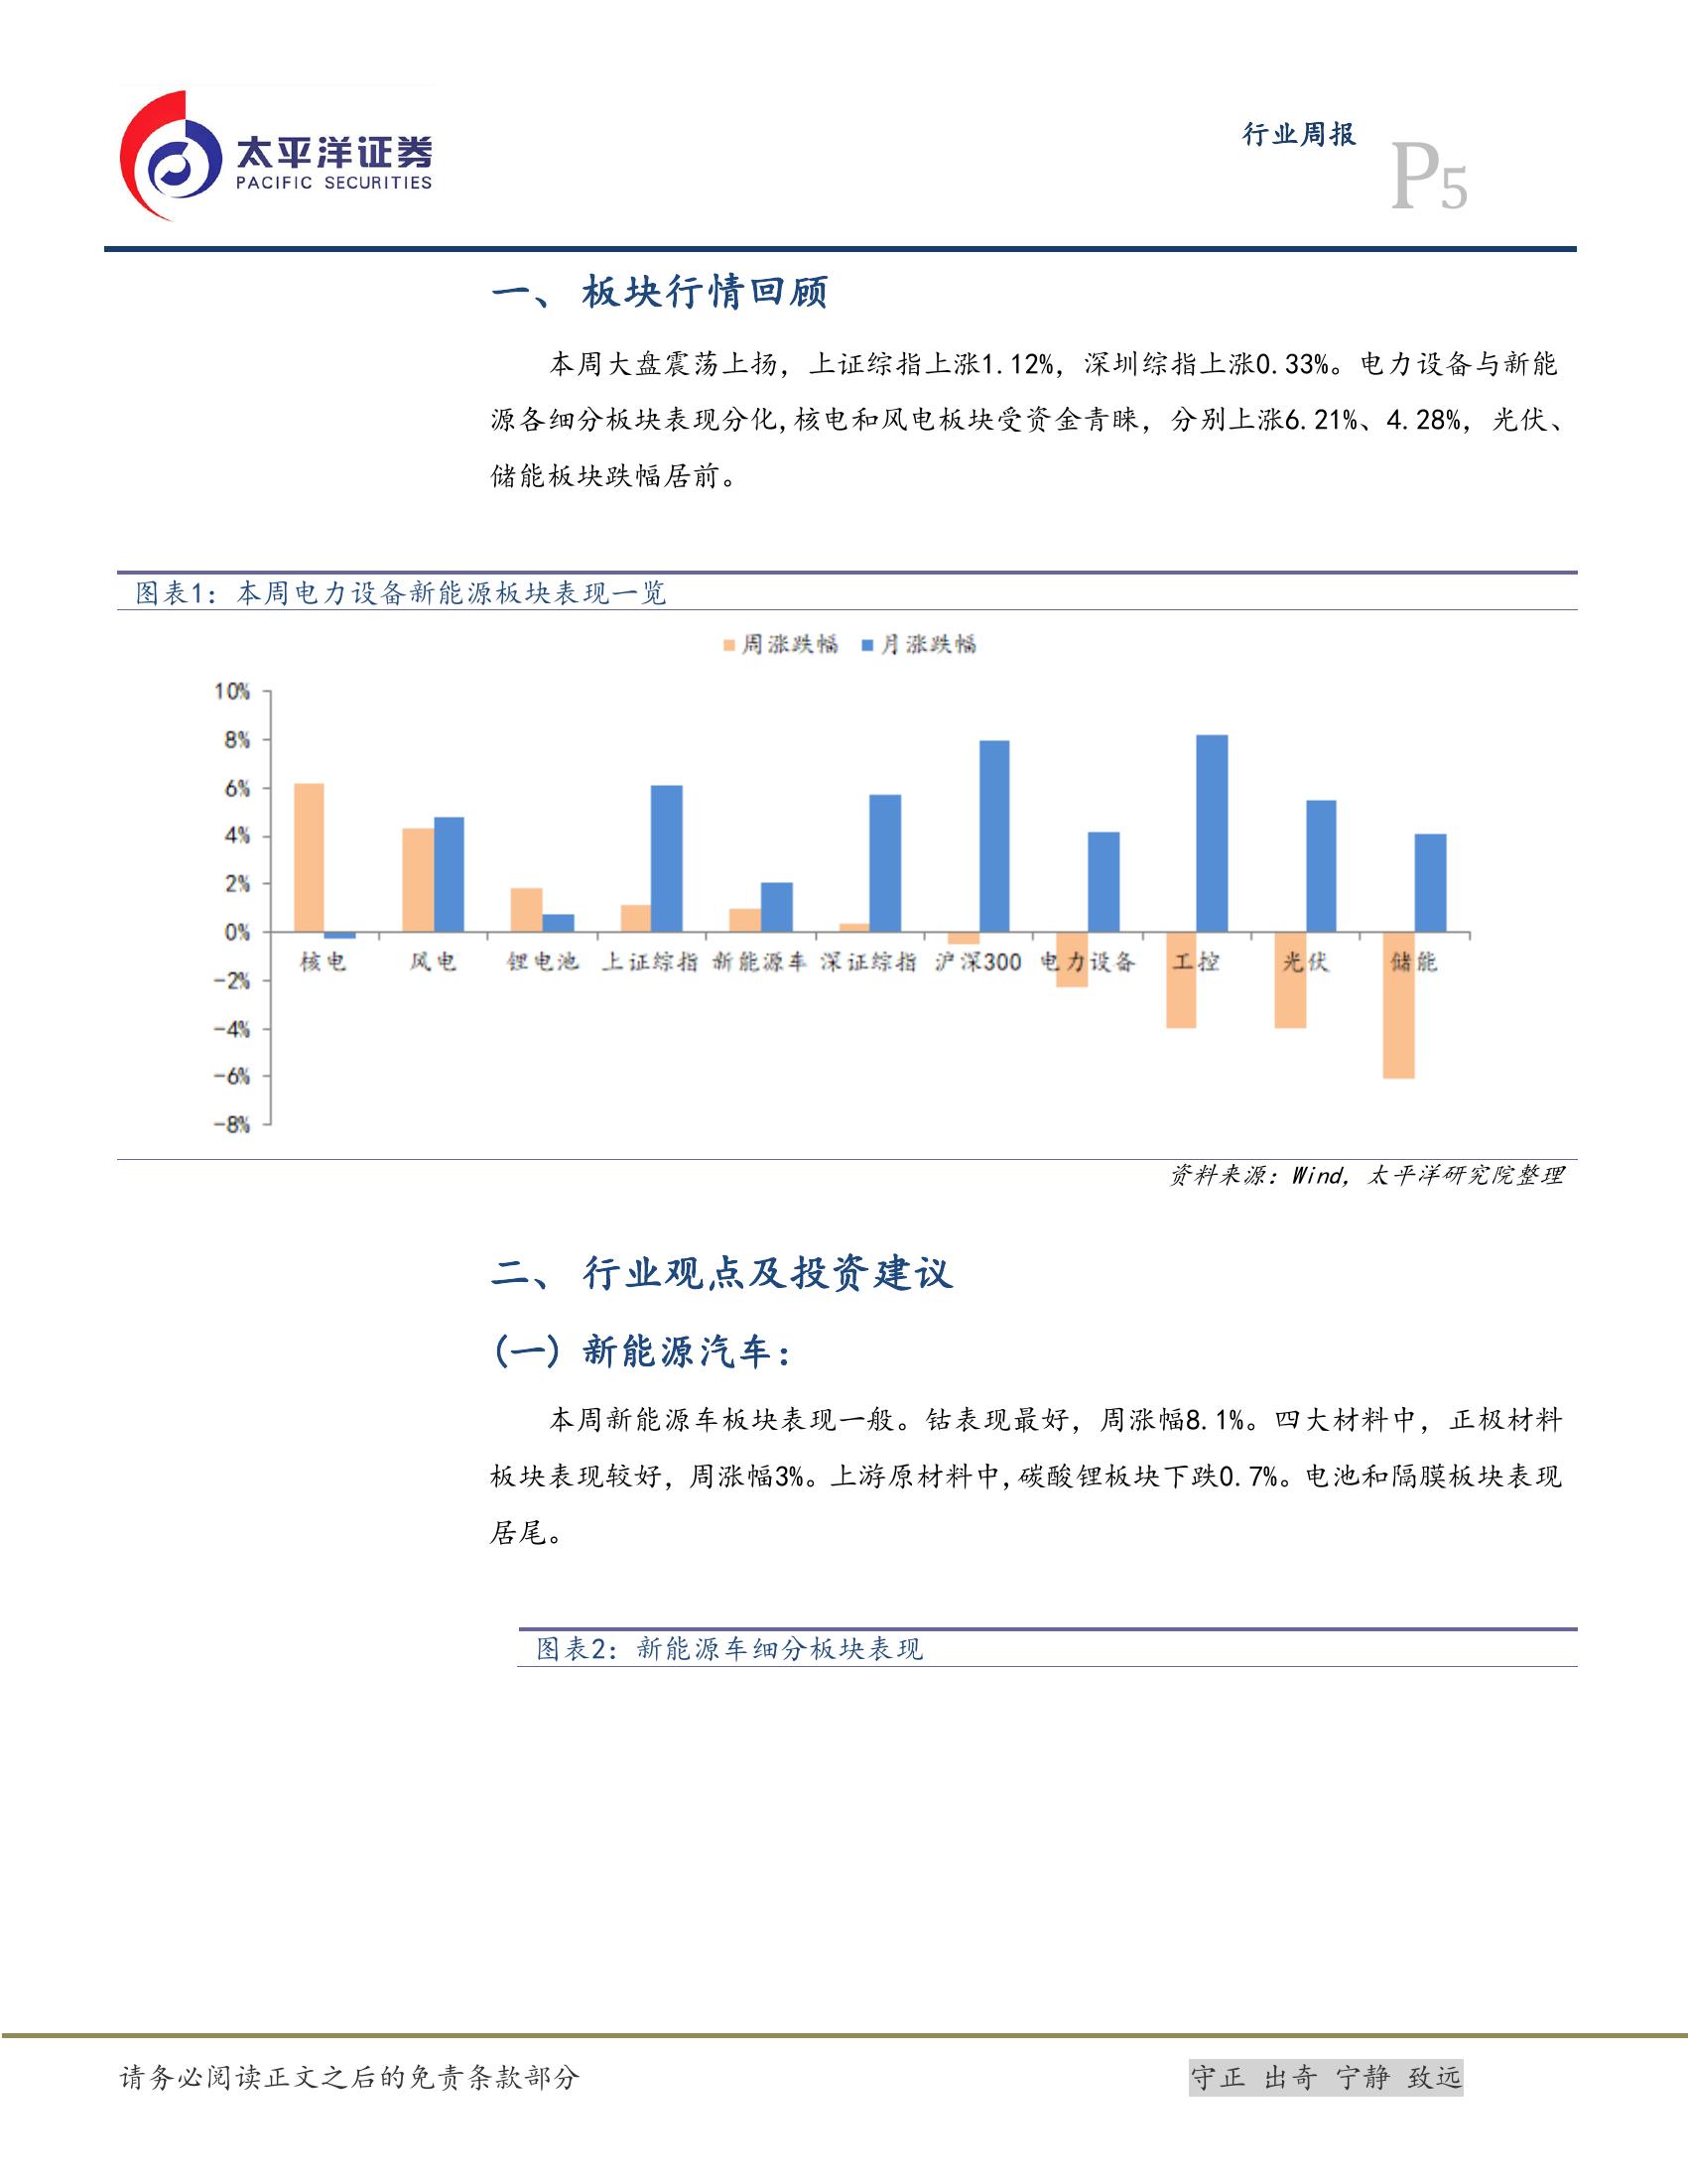 太平洋证券
PACIFIC SECURITIES
行业周报
P5
一、 板块行情回顾
本周大盘震荡上扬，上证综指上涨1.12%，深圳综指上涨0.33%。电力设备与新能
源各细分板块表现分化,核电和风电板块受资金青睐，分别上涨6.21%、4.28%，光伏、
储能板块跌幅居前。
图表1：本周电力设备新能源板块表现一览
周涨跌幅 月涨跌幅
10%
8%
6%
4%
2%
0%
-2%
-4%
-6%
-8%
核电 风电 锂电池 上证综指 新能源车 深证综指 沪深300 电力设备 工控 光伏 储能
资料来源：Wind，太平洋研究院整理
二、 行业观点及投资建议
(一) 新能源汽车：
本周新能源车板块表现一般。钴表现最好，周涨幅8.1%。四大材料中，正极材料
板块表现较好，周涨幅3%。上游原材料中,碳酸锂板块下跌0.7%。电池和隔膜板块表现
居尾。
图表2：新能源车细分板块表现
请务必阅读正文之后的免责条款部分
守正 出奇 宁静 致远